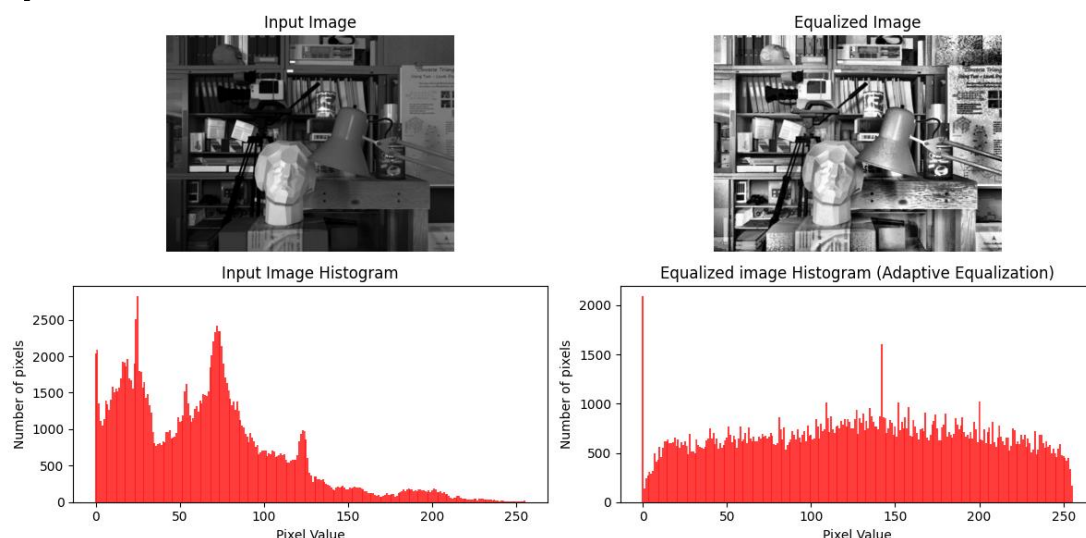 Input Image
Equalized Image
Input Image Histogram
Equalized image Histogram (Adaptive Equalization)
Number of pixels
2500
2000
1500
1000
500
0
0 50 100 150 200 250
Pixel Value
Number of pixels
2000
1500
1000
500
0
0 50 100 150 200 250
Pixel Value